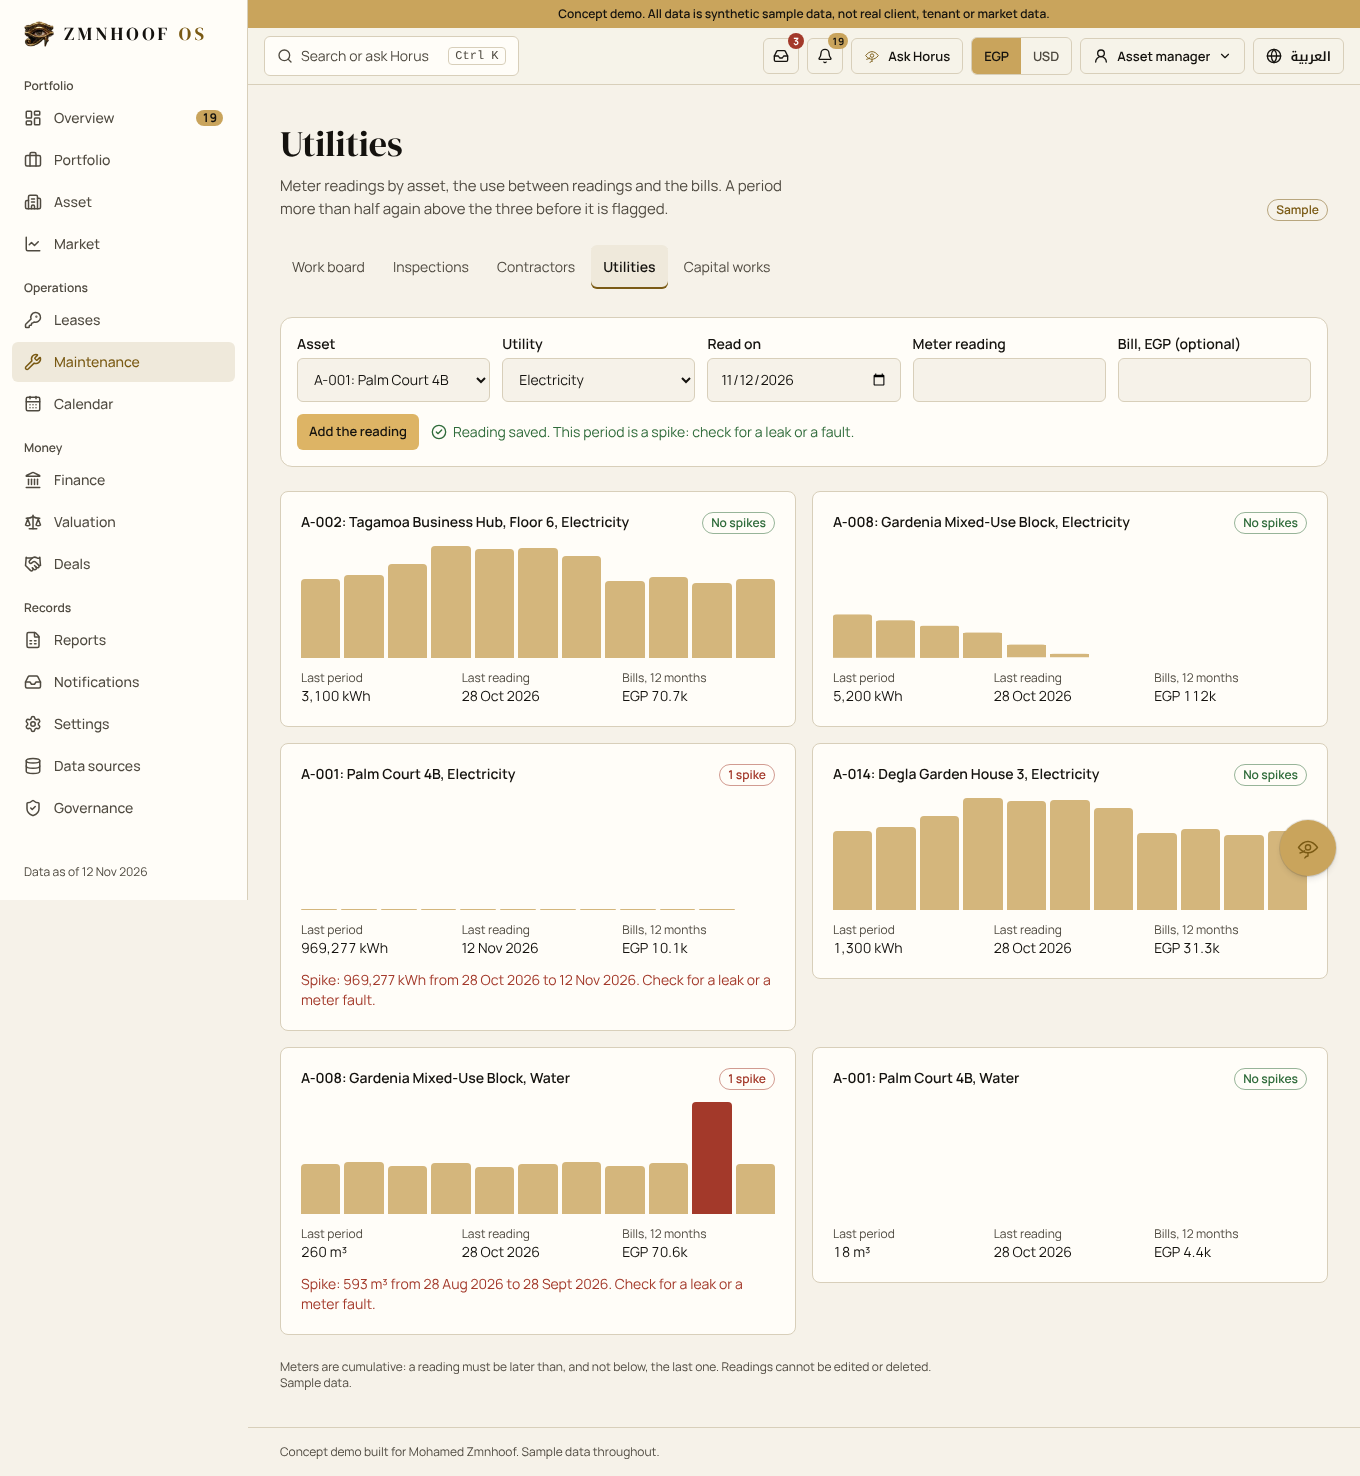 ZMNHOOF OS
Portfolio
Overview 19
Portfolio
Asset
Market
Operations
Leases
Maintenance
Calendar
Money
Finance
Valuation
Deals
Records
Reports
Notifications
Settings
Data sources
Governance
Data as of 12 Nov 2026
Concept demo. All data is synthetic sample data, not real client, tenant or market data.
Search or ask Horus Ctrl K
3 19 Ask Horus EGP USD Asset manager العربية
Utilities
Meter readings by asset, the use between readings and the bills. A period
more than half again above the three before it is flagged.
Sample
Work board Inspections Contractors Utilities Capital works
Asset Utility Read on Meter reading Bill, EGP (optional)
A-001: Palm Court 4B Electricity 11/12/2026
Add the reading Reading saved. This period is a spike: check for a leak or a fault.
A-002: Tagamoa Business Hub, Floor 6, Electricity No spikes
Last period Last reading Bills, 12 months
3,100 kWh 28 Oct 2026 EGP 70.7k
A-008: Gardenia Mixed-Use Block, Electricity No spikes
Last period Last reading Bills, 12 months
5,200 kWh 28 Oct 2026 EGP 112k
A-001: Palm Court 4B, Electricity 1 spike
Last period Last reading Bills, 12 months
969,277 kWh 12 Nov 2026 EGP 10.1k
Spike: 969,277 kWh from 28 Oct 2026 to 12 Nov 2026. Check for a leak or a
meter fault.
A-014: Degla Garden House 3, Electricity No spikes
Last period Last reading Bills, 12 months
1,300 kWh 28 Oct 2026 EGP 31.3k
A-008: Gardenia Mixed-Use Block, Water 1 spike
Last period Last reading Bills, 12 months
260 m³ 28 Oct 2026 EGP 70.6k
Spike: 593 m³ from 28 Aug 2026 to 28 Sept 2026. Check for a leak or a
meter fault.
A-001: Palm Court 4B, Water No spikes
Last period Last reading Bills, 12 months
18 m³ 28 Oct 2026 EGP 4.4k
Meters are cumulative: a reading must be later than, and not below, the last one. Readings cannot be edited or deleted.
Sample data.
Concept demo built for Mohamed Zmnhoof. Sample data throughout.